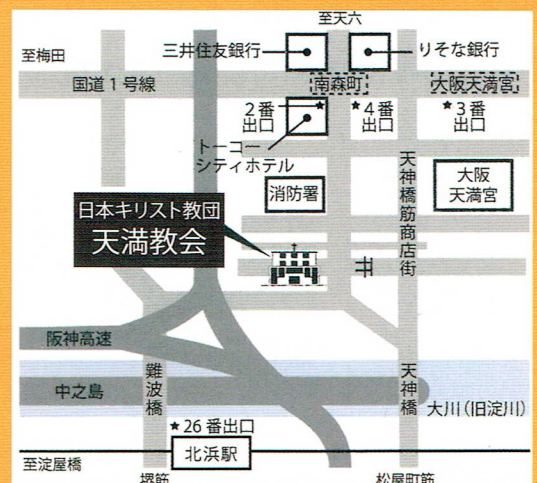 至天六
至梅田
三井住友銀行
りそな銀行
国道1号線
南森町
大阪天満宮
2番
出口
4番
出口
3番
出口
トーコー
シティホテル
消防署
天神橋筋商店街
大阪
天満宮
日本キリスト教団
天満教会
阪神高速
中之島
難波橋
天神橋
大川(旧淀川)
26番出口
北浜駅
至淀屋橋
堺筋
松屋町筋